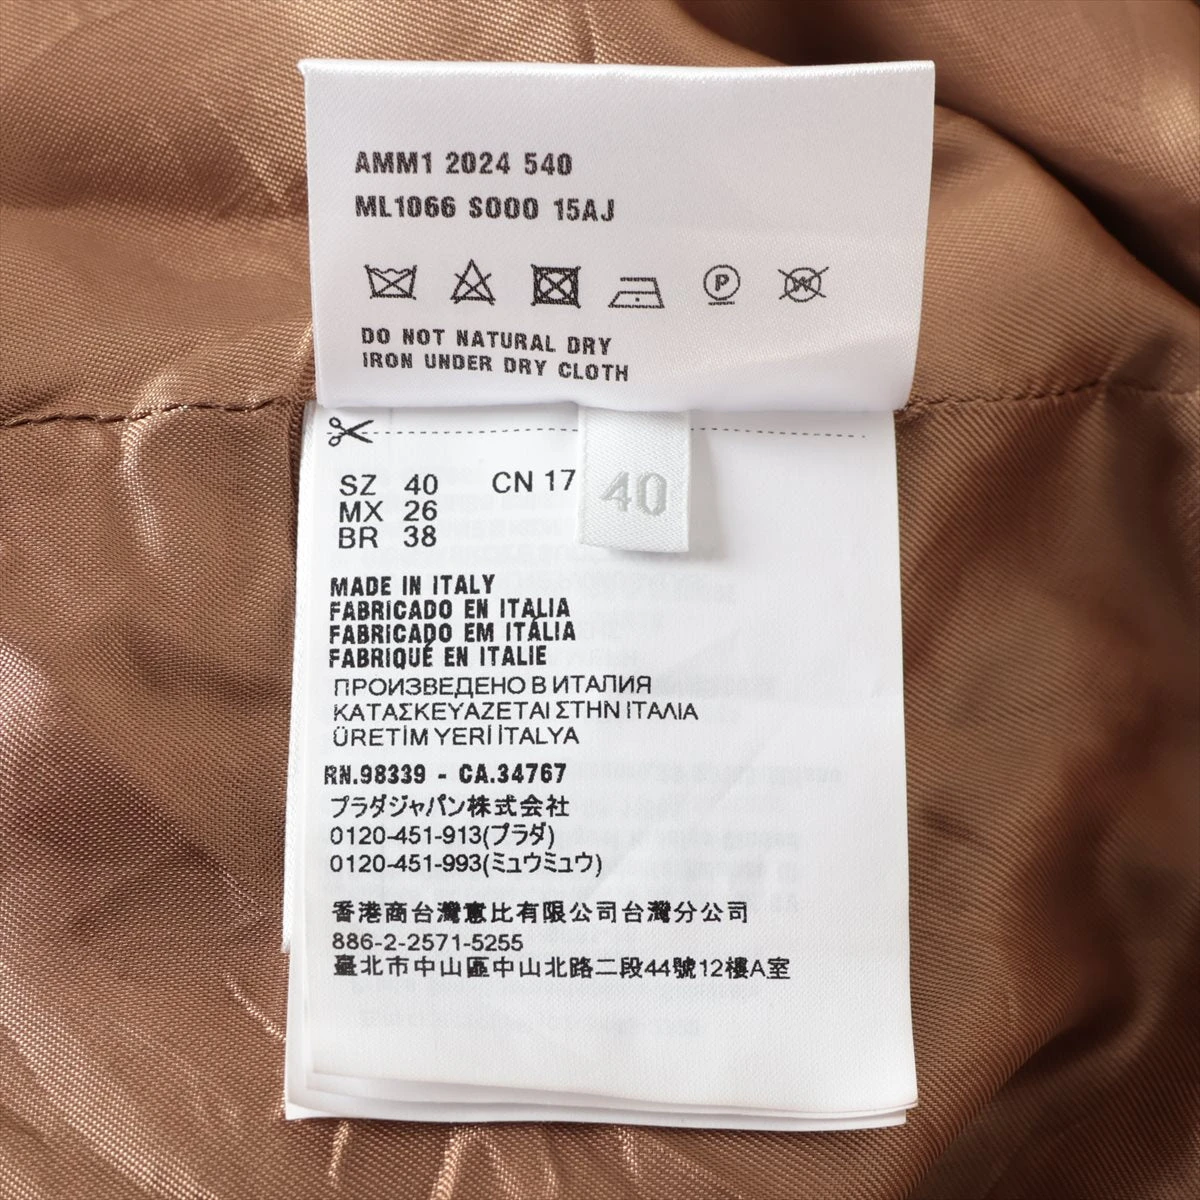 AMM1 2024 540
ML1066 S000 15AJ
P
W
DO NOT NATURAL DRY
IRON UNDER DRY CLOTH
SZ 40 CN 17
MX 26
BR 38
40
MADE IN ITALY
FABRICADO EN ITALIA
FABRICADO EM ITÁLIA
FABRIQUÉ EN ITALIE
ПРОИЗВЕДЕНО В ИТАЛИЯ
ΚΑΤΑΣΚΕΥΑΖΕΤΑΙ ΣΤΗΝ ΙΤΑΛΙΑ
ÜRETİM YERİ İTALYA
RN.98339 - CA.34767
プラダジャパン株式会社
0120-451-913(プラダ)
0120-451-993(ミュウミュウ)
香港商台灣意比有限公司台灣分公司
886-2-2571-5255
臺北市中山區中山北路二段44號12樓A室